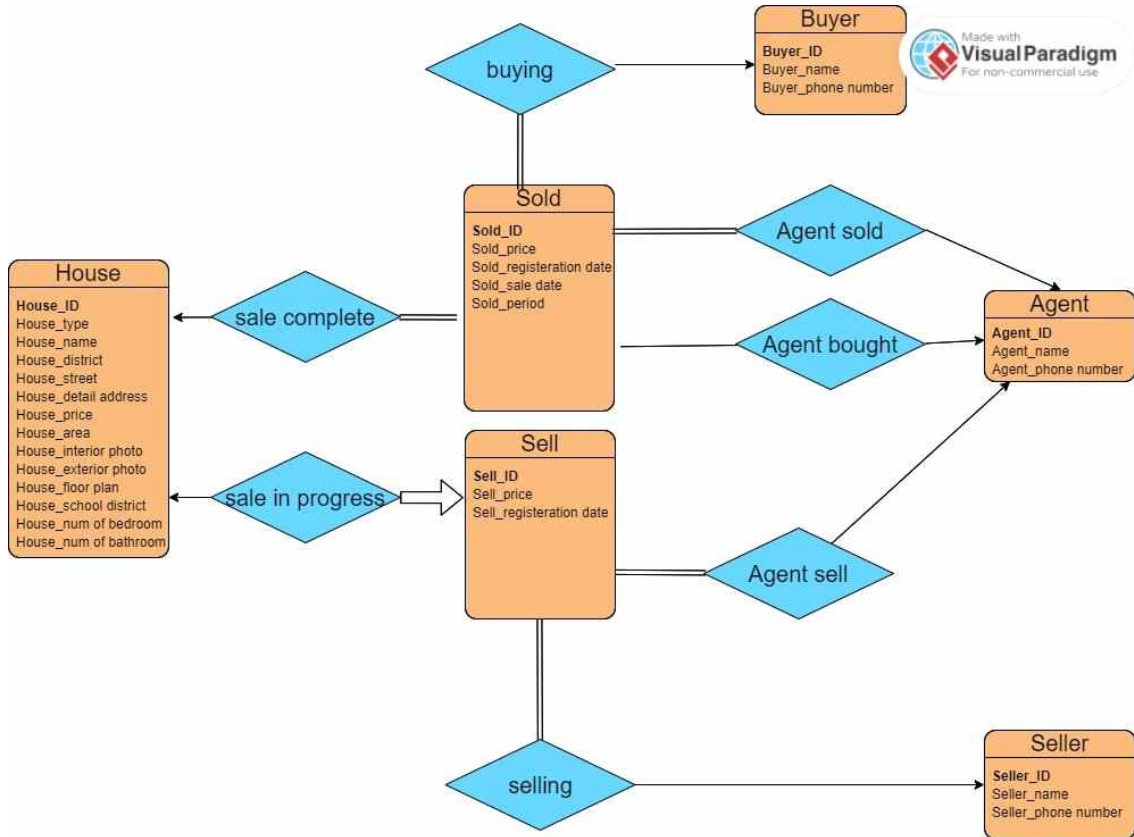 Buyer
Buyer_ID
Buyer_name
Buyer_phone number
Made with
VisualParadigm
For non-commercial use
buying
Sold
Sold_ID
Sold_price
Sold_registeration date
Sold_sale date
Sold_period
Agent sold
House
House_ID
House_type
House_name
House_district
House_street
House_detail address
House_price
House_area
House_interior photo
House_exterior photo
House_floor plan
House_school district
House_num of bedroom
House_num of bathroom
sale complete
Agent bought
Agent
Agent_ID
Agent_name
Agent_phone number
sale in progress
Sell
Sell_ID
Sell_price
Sell_registeration date
Agent sell
selling
Seller
Seller_ID
Seller_name
Seller_phone number